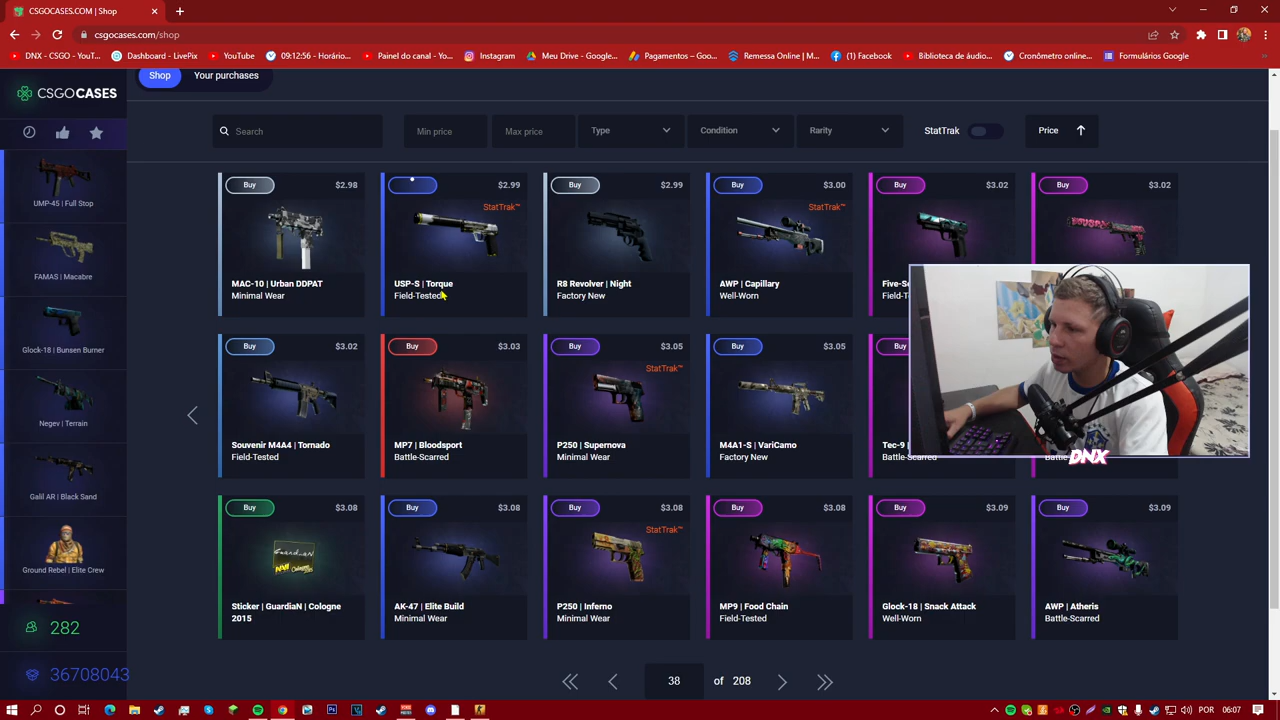 CSGOCASES.COM | Shop
csgocases.com/shop
DNX - CSGO - YouT...
Dashboard - LivePix
YouTube
09:12:56 - Horário...
Painel do canal - Yo...
Instagram
Meu Drive - Google...
Pagamentos – Goo...
Remessa Online | M...
(1) Facebook
Biblioteca de áudio...
Cronômetro online...
Formulários Google
CSGOCASES
Shop
Your purchases
Search
Min price
Max price
Type
Condition
Rarity
StatTrak
Price
UMP-45 | Full Stop
FAMAS | Macabre
Glock-18 | Bunsen Burner
Negev | Terrain
Galil AR | Black Sand
Ground Rebel | Elite Crew
282
36708043
Buy
$2.98
MAC-10 | Urban DDPAT
Minimal Wear
$2.99
StatTrak™
USP-S | Torque
Field-Tested
Buy
$2.99
R8 Revolver | Night
Factory New
Buy
$3.00
StatTrak™
AWP | Capillary
Well-Worn
Buy
$3.02
Buy
$3.02
Buy
$3.02
Souvenir M4A4 | Tornado
Field-Tested
Buy
$3.03
MP7 | Bloodsport
Battle-Scarred
Buy
$3.05
StatTrak™
P250 | Supernova
Minimal Wear
Buy
$3.05
M4A1-S | VariCamo
Factory New
Buy
Tec-9 |
Battle-Scarred
DNX
Buy
$3.08
Sticker | GuardiaN | Cologne
2015
Buy
$3.08
AK-47 | Elite Build
Minimal Wear
Buy
$3.08
StatTrak™
P250 | Inferno
Minimal Wear
Buy
$3.08
MP9 | Food Chain
Field-Tested
Buy
$3.09
Glock-18 | Snack Attack
Well-Worn
Buy
$3.09
AWP | Atheris
Battle-Scarred
38
of 208
POR
06:07